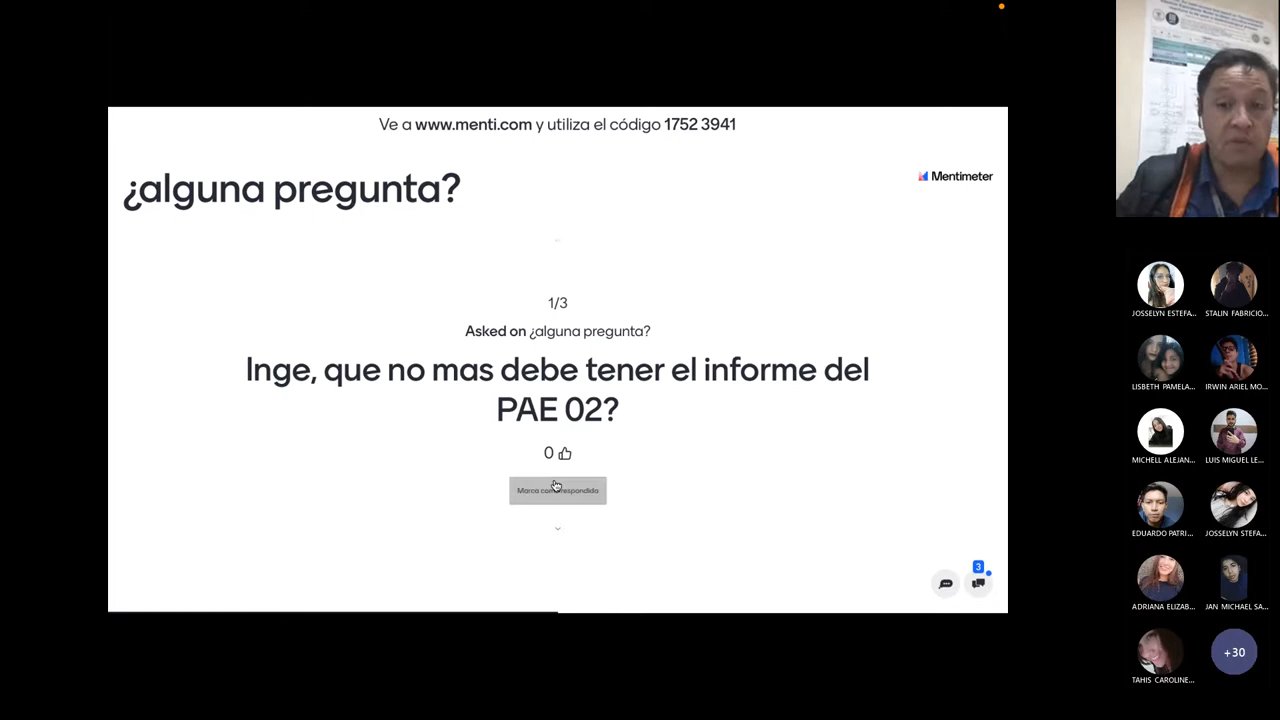 Ve a www.menti.com y utiliza el código 1752 3941
¿alguna pregunta?
Mentimeter
1/3
Asked on ¿alguna pregunta?
Inge, que no mas debe tener el informe del
PAE 02?
0
Marca como respondido
3
JOSSELYN ESTEFA...
STALIN FABRICIO...
LISBETH PAMELA...
IRWIN ARIEL MO...
MICHELL ALEJAN...
LUIS MIGUEL LE...
EDUARDO PATRI...
JOSSELYN STEFA...
ADRIANA ELIZAB...
JAN MICHAEL SA...
TAHIS CAROLINE...
+30